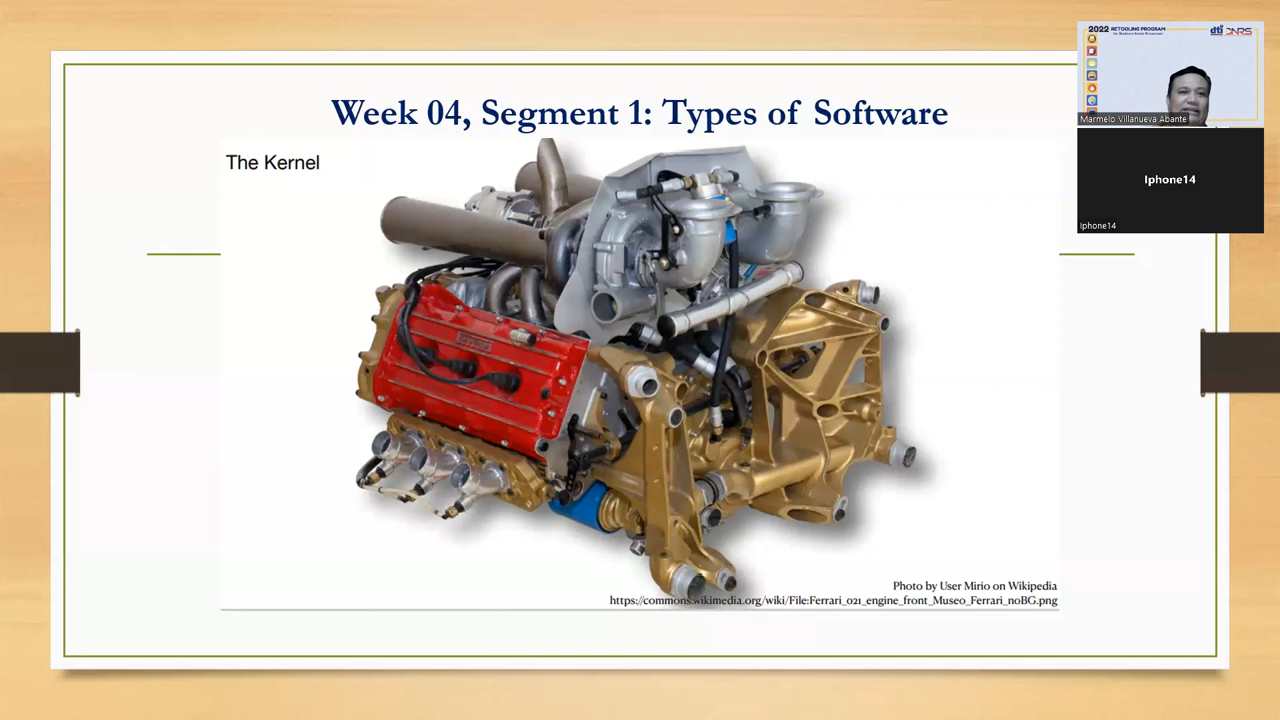 Week 04, Segment 1: Types of Software
The Kernel
Photo by User Mirio on Wikipedia
https://commons.wikimedia.org/wiki/File:Ferrari_021_engine_front_Museo_Ferrari_noBG.png
2022 RETOOLING PROGRAM
dti CNRS
Marmelo Villanueva Abante
Iphone14
Iphone14